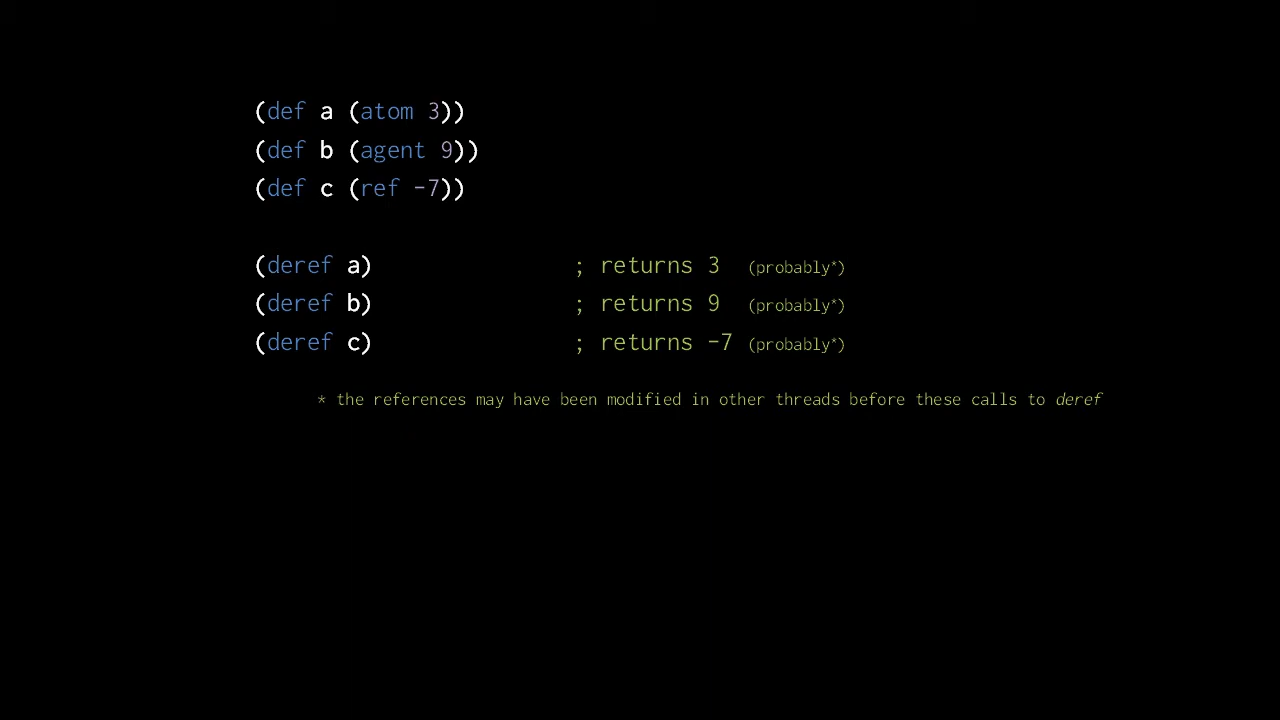 (def a (atom 3))
(def b (agent 9))
(def c (ref -7))
(deref a) ; returns 3 (probably*)
(deref b) ; returns 9 (probably*)
(deref c) ; returns -7 (probably*)
* the references may have been modified in other threads before these calls to deref